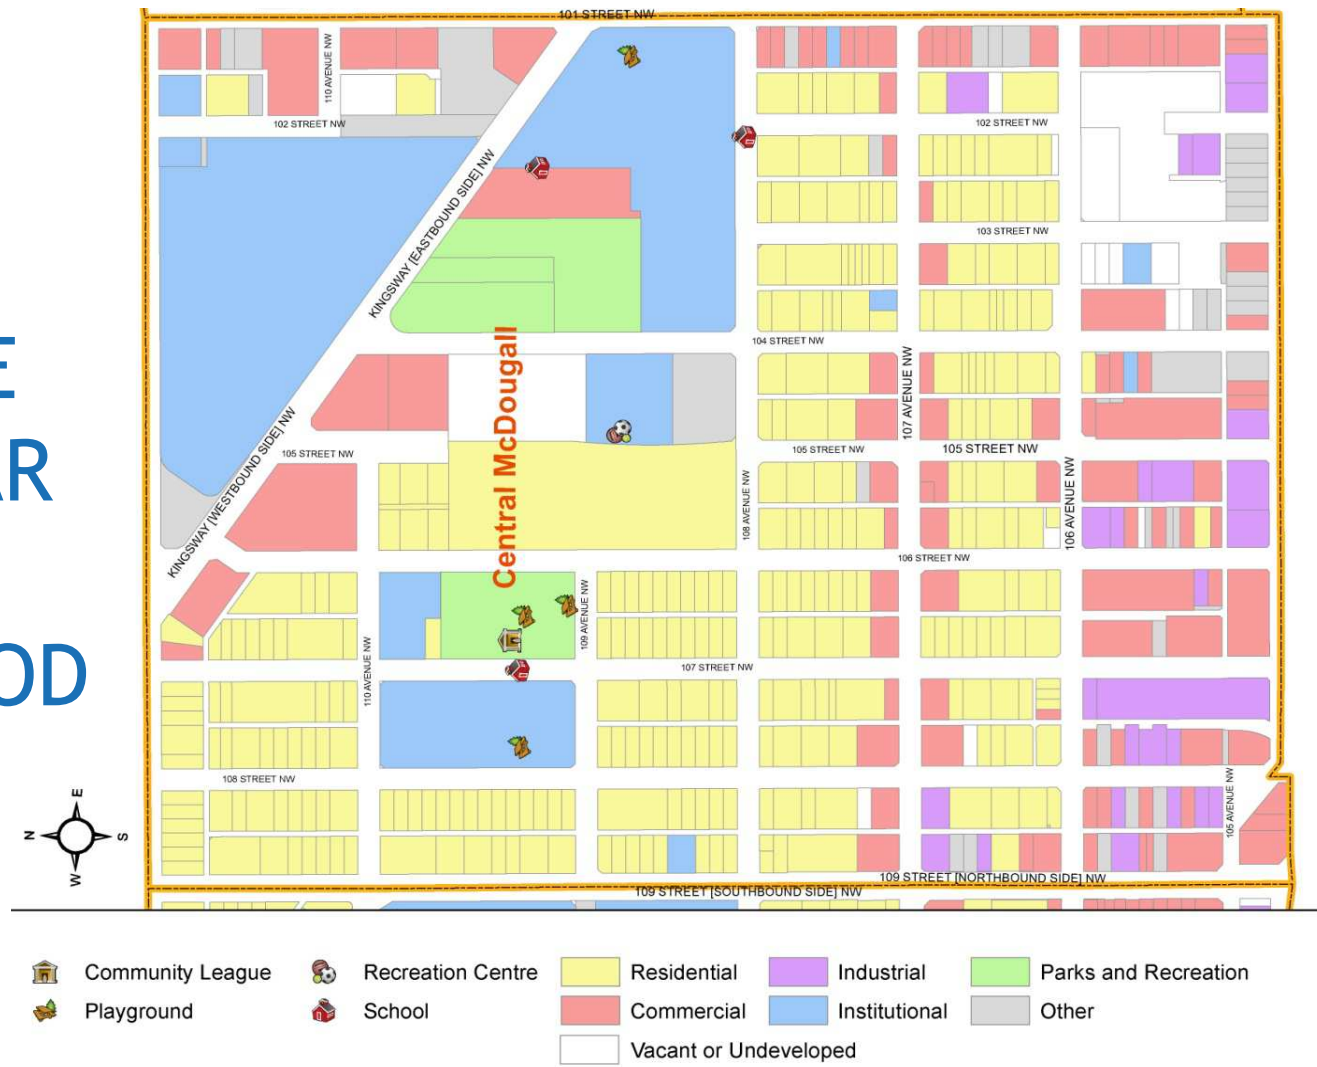 101 STREET NW
110 AVENUE NW
102 STREET NW
102 STREET NW
KINGSWAY [EASTBOUND SIDE] NW
103 STREET NW
E
AR
OD
104 STREET NW
Central McDougall
107 AVENUE NW
KINGSWAY [WESTBOUND SIDE] NW
105 STREET NW
105 STREET NW
105 STREET NW
108 AVENUE NW
106 AVENUE NW
106 STREET NW
109 AVENUE NW
110 AVENUE NW
107 STREET NW
108 STREET NW
105 AVENUE NW
E
N
S
W
109 STREET [NORTHBOUND SIDE] NW
109 STREET [SOUTHBOUND SIDE] NW
Community League
Recreation Centre
Residential
Industrial
Parks and Recreation
Playground
School
Commercial
Institutional
Other
Vacant or Undeveloped